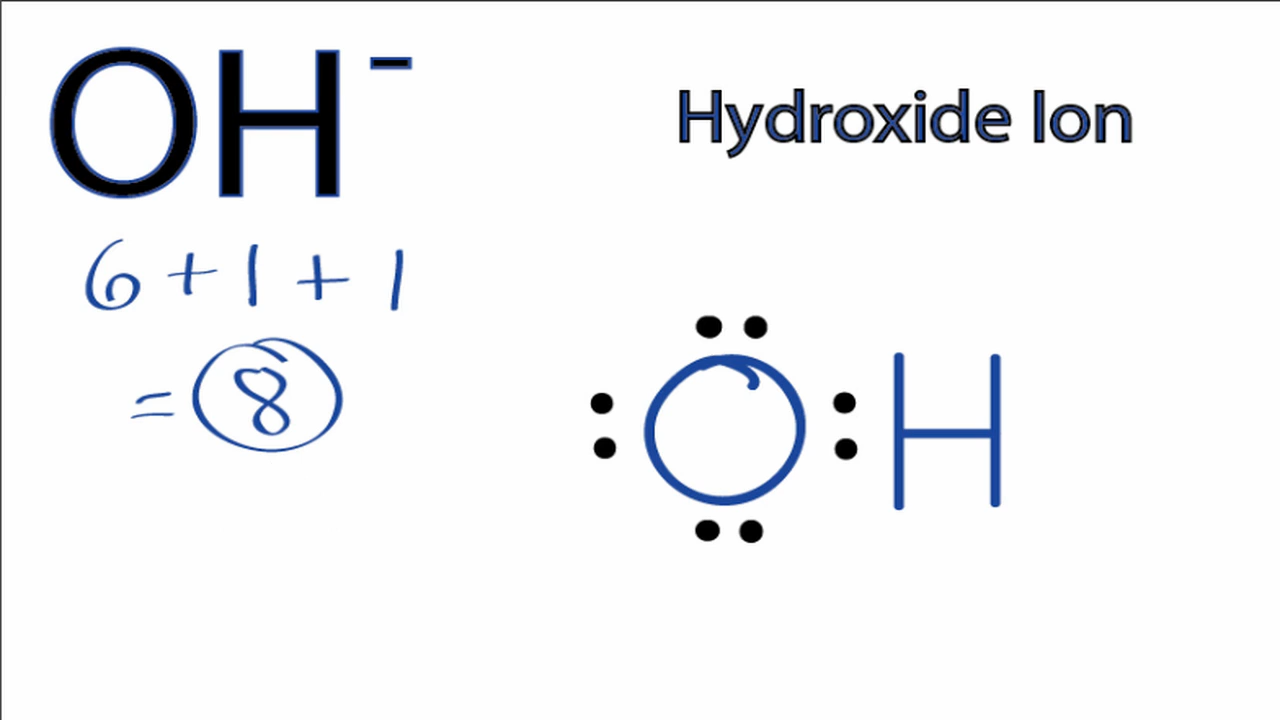 OH⁻
Hydroxide Ion
6 + 1 + 1
= 8
O H